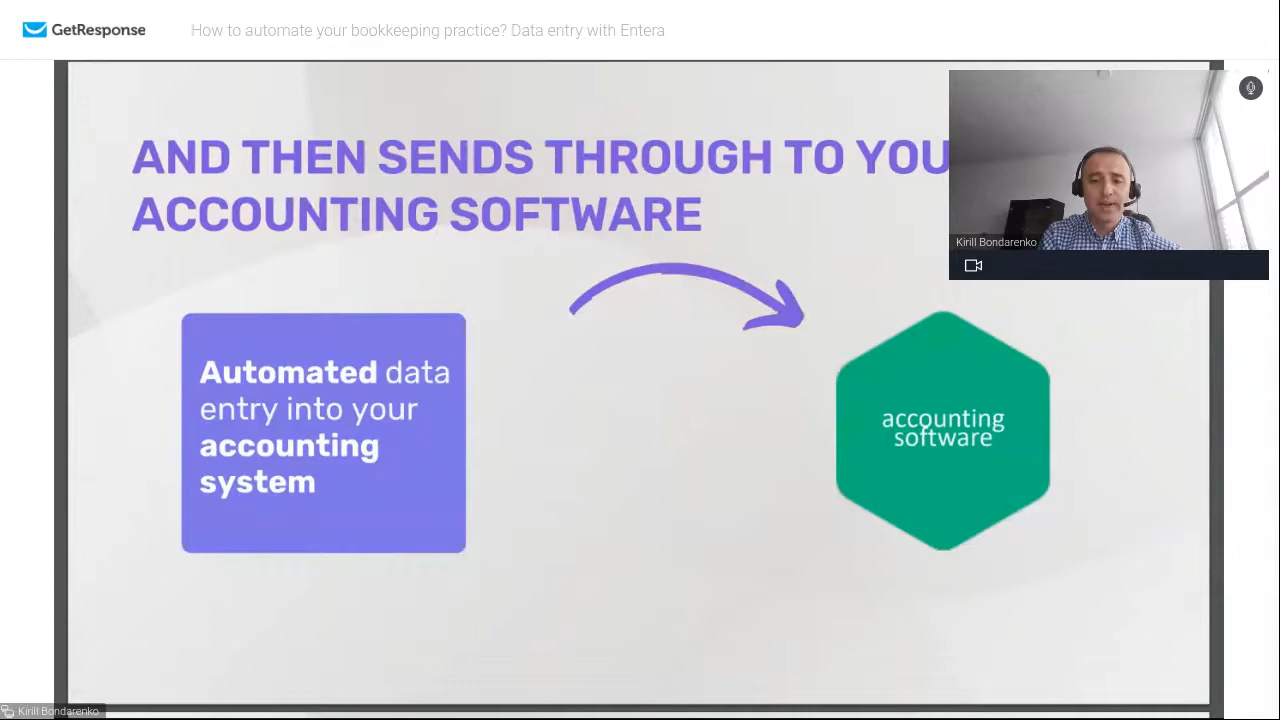 GetResponse
How to automate your bookkeeping practice? Data entry with Entera
AND THEN SENDS THROUGH TO YOU
ACCOUNTING SOFTWARE
Kirill Bondarenko
Automated data
entry into your
accounting
system
accounting
software
Kirill Bondarenko